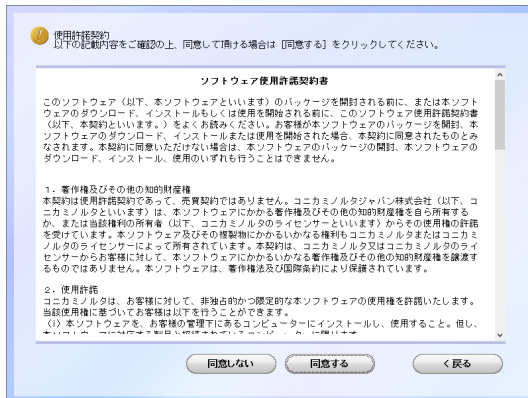 使用許諾契約
以下の記載内容をご確認の上、同意して頂ける場合は [同意する] をクリックしてください。
ソフトウェア使用許諾契約書
このソフトウェア（以下、本ソフトウェアといいます）のパッケージを開封される前に、または本ソフト
ウェアのダウンロード、インストールもしくは使用を開始される前に、このソフトウェア使用許諾契約書
（以下、本契約といいます。）をよくお読みください。お客様が本ソフトウェアのパッケージを開封、本
ソフトウェアのダウンロード、インストールまたは使用を開始された場合、本契約に同意されたものとみ
なされます。本契約に同意いただけない場合は、本ソフトウェアのパッケージの開封、本ソフトウェアの
ダウンロード、インストール、使用のいずれも行うことはできません。
1．著作権及びその他の知的財産権
本契約は使用許諾契約であって、売買契約ではありません。コニカミノルタジャパン株式会社（以下、コ
ニカミノルタといいます）は、本ソフトウェアにかかる著作権及びその他の知的財産権を自ら所有する
か、または当該権利の所有者（以下、コニカミノルタのライセンサーといいます）からその使用権の許諾
を受けています。本ソフトウェア及びその複製物にかかるいかなる権利もコニカミノルタまたはコニカミ
ノルタのライセンサーによって所有されています。本契約は、コニカミノルタ又はコニカミノルタのライ
センサーからお客様に対して、本ソフトウェアにかかるいかなる著作権及びその他の知的財産権を譲渡す
るものではありません。本ソフトウェアは、著作権法及び国際条約により保護されています。
2．使用許諾
コニカミノルタは、お客様に対して、非独占的かつ限定的な本ソフトウェアの使用権を許諾いたします。
当該使用権に基づいてお客様は以下を行うことができます。
(i) 本ソフトウェアを、お客様の管理下にあるコンピューターにインストールし、使用すること。但し、
同意しない 同意する < 戻る